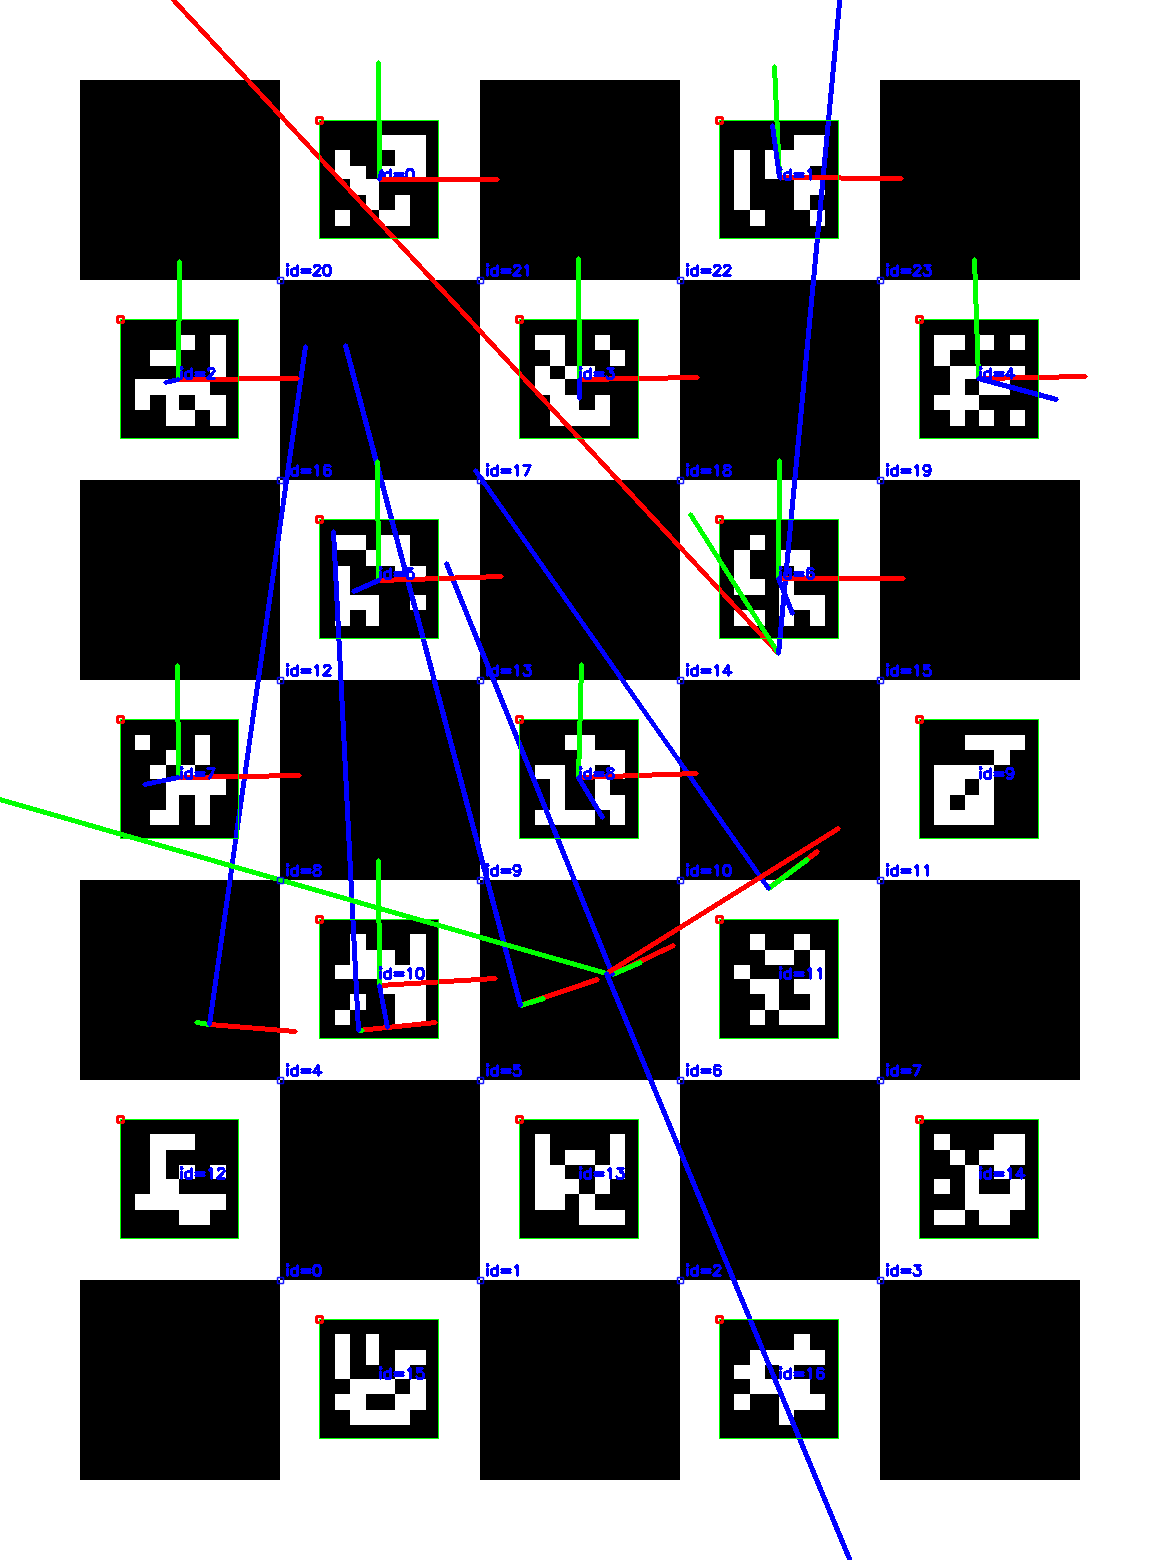 id=0 id=1
id=20 id=21 id=22 id=23
id=2 id=3 id=4
id=16 id=17 id=18 id=19
id=5 id=6
id=12 id=13 id=14 id=15
id=7 id=8 id=9
id=8 id=9 id=10 id=11
id=10 id=11
id=4 id=5 id=6 id=7
id=12 id=13 id=14
id=0 id=1 id=2 id=3
id=15 id=16